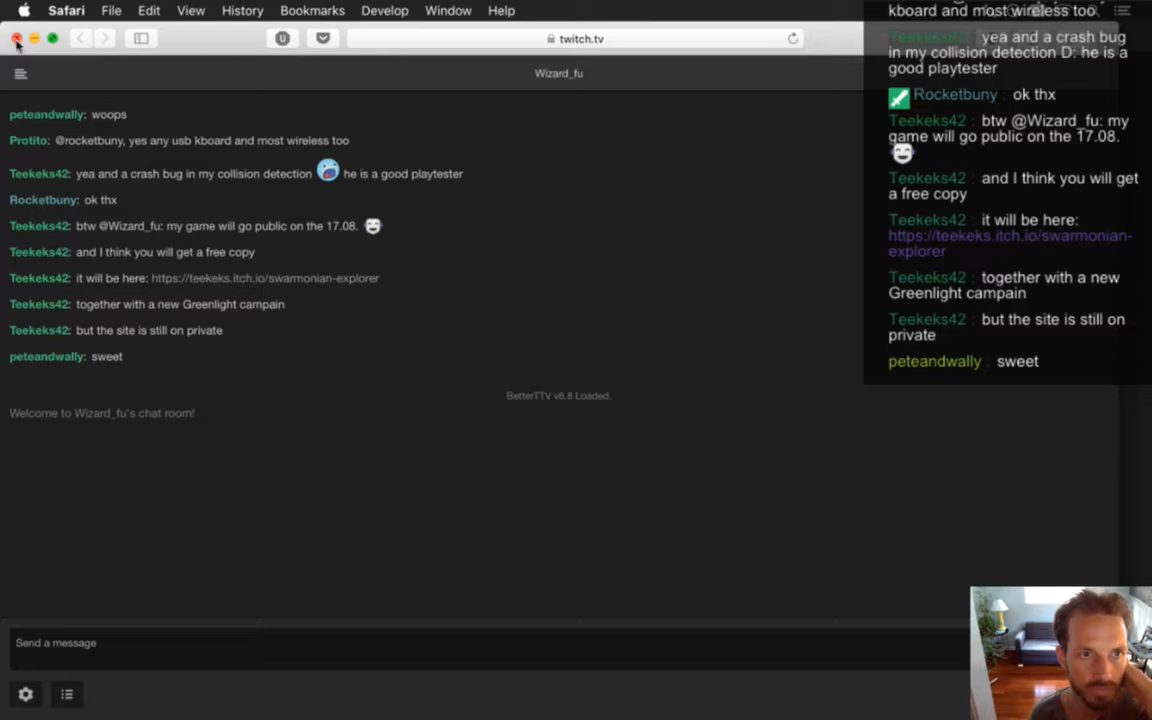 Safari File Edit View History Bookmarks Develop Window Help
twitch.tv
Wizard_fu
peteandwally: woops
Protito: @rocketbuny, yes any usb kboard and most wireless too
Teekeks42: yea and a crash bug in my collision detection he is a good playtester
Rocketbuny: ok thx
Teekeks42: btw @Wizard_fu: my game will go public on the 17.08.
Teekeks42: and I think you will get a free copy
Teekeks42: it will be here: https://teekeks.itch.io/swarmonian-explorer
Teekeks42: together with a new Greenlight campain
Teekeks42: but the site is still on private
peteandwally: sweet
BetterTTV v6.8 Loaded.
Welcome to Wizard_fu's chat room!
Send a message
kboard and most wireless too
Teekeks42 : yea and a crash bug
in my collision detection D: he is a
good playtester
Rocketbuny : ok thx
Teekeks42 : btw @Wizard_fu: my
game will go public on the 17.08.
Teekeks42 : and I think you will get
a free copy
Teekeks42 : it will be here:
https://teekeks.itch.io/swarmonian-
explorer
Teekeks42 : together with a new
Greenlight campain
Teekeks42 : but the site is still on
private
peteandwally : sweet